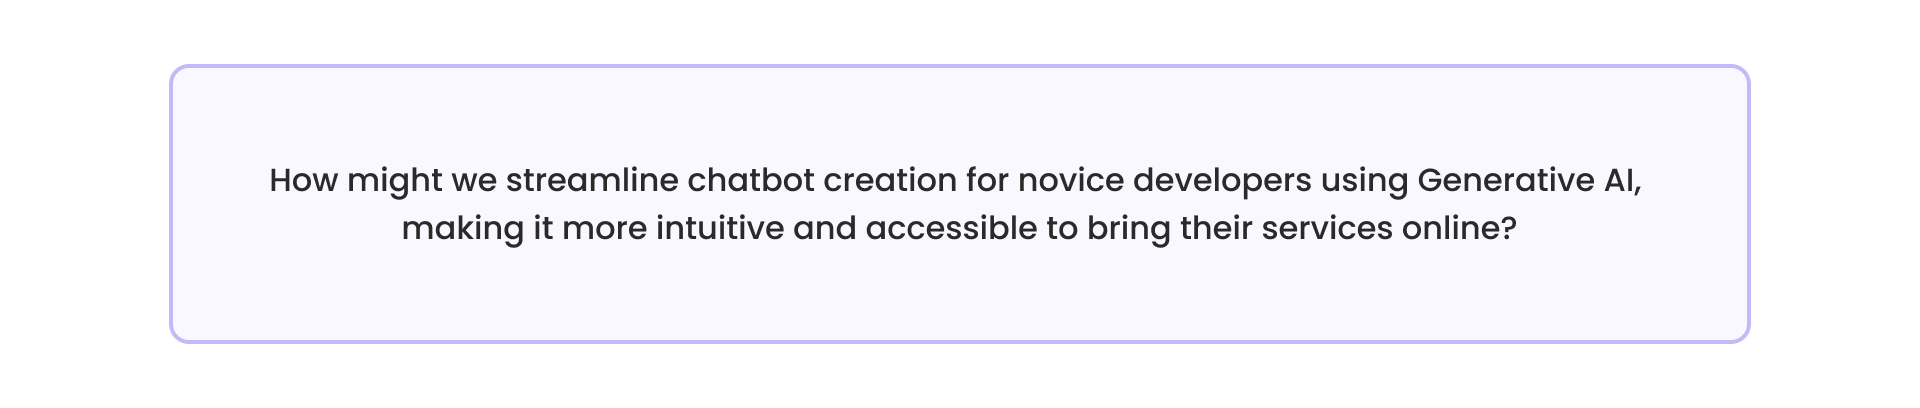 How might we streamline chatbot creation for novice developers using Generative AI,
making it more intuitive and accessible to bring their services online?